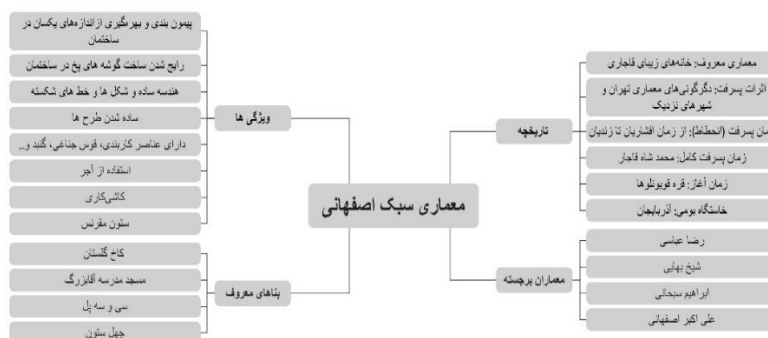 معماری سبک اصفهانی
تاریخچه
معماری معروف: خانه‌های زیبای قاجاری
اثرات پسرفت: دگرگونی‌های معماری تهران و
شهرهای نزدیک
ان پسرفت (انحطاط): از زمان افشاریان تا زندیان
زمان پسرفت کامل: محمد شاه قاجار
زمان آغاز: قره قویونلوها
خاستگاه بومی: آذربایجان
معماران برجسته
رضا عباسی
شیخ بهایی
ابراهیم سبحانی
علی اکبر اصفهانی
ویژگی ها
پیمون بندی و بهره‌گیری ازاندازه‌های یکسان در
ساختمان
رایج شدن ساخت گوشه های پخ در ساختمان
هندسه ساده و شکل ها و خط های شکسته
ساده شدن طرح ها
دارای عناصر کاربندی، قوس جناغی، گنبد و..
استفاده از آجر
کاشی‌کاری
ستون مقرنس
بناهای معروف
کاخ گلستان
مسجد مدرسه آقابزرگ
سی و سه پل
چهل ستون